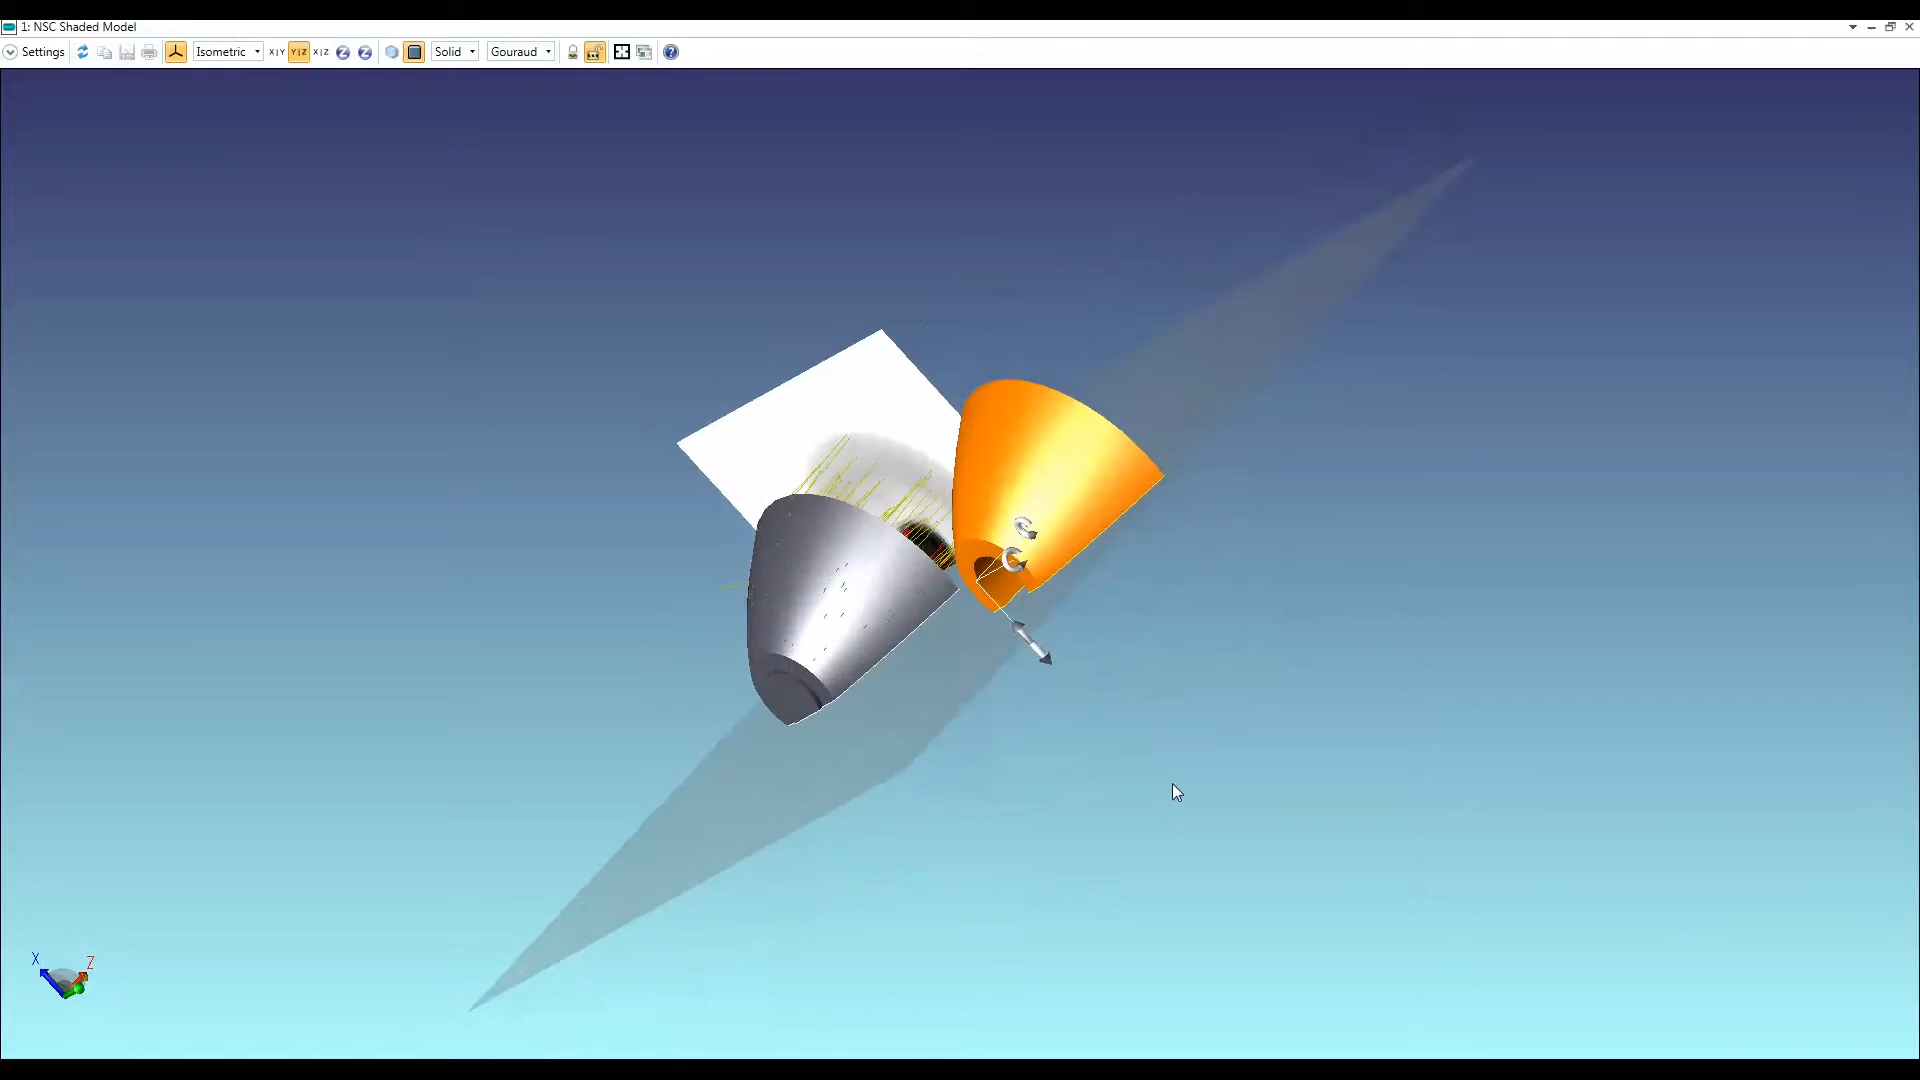 1: NSC Shaded Model
Settings
Isometric
X|Y
Y|Z
X|Z
Solid
Gouraud
X
Z